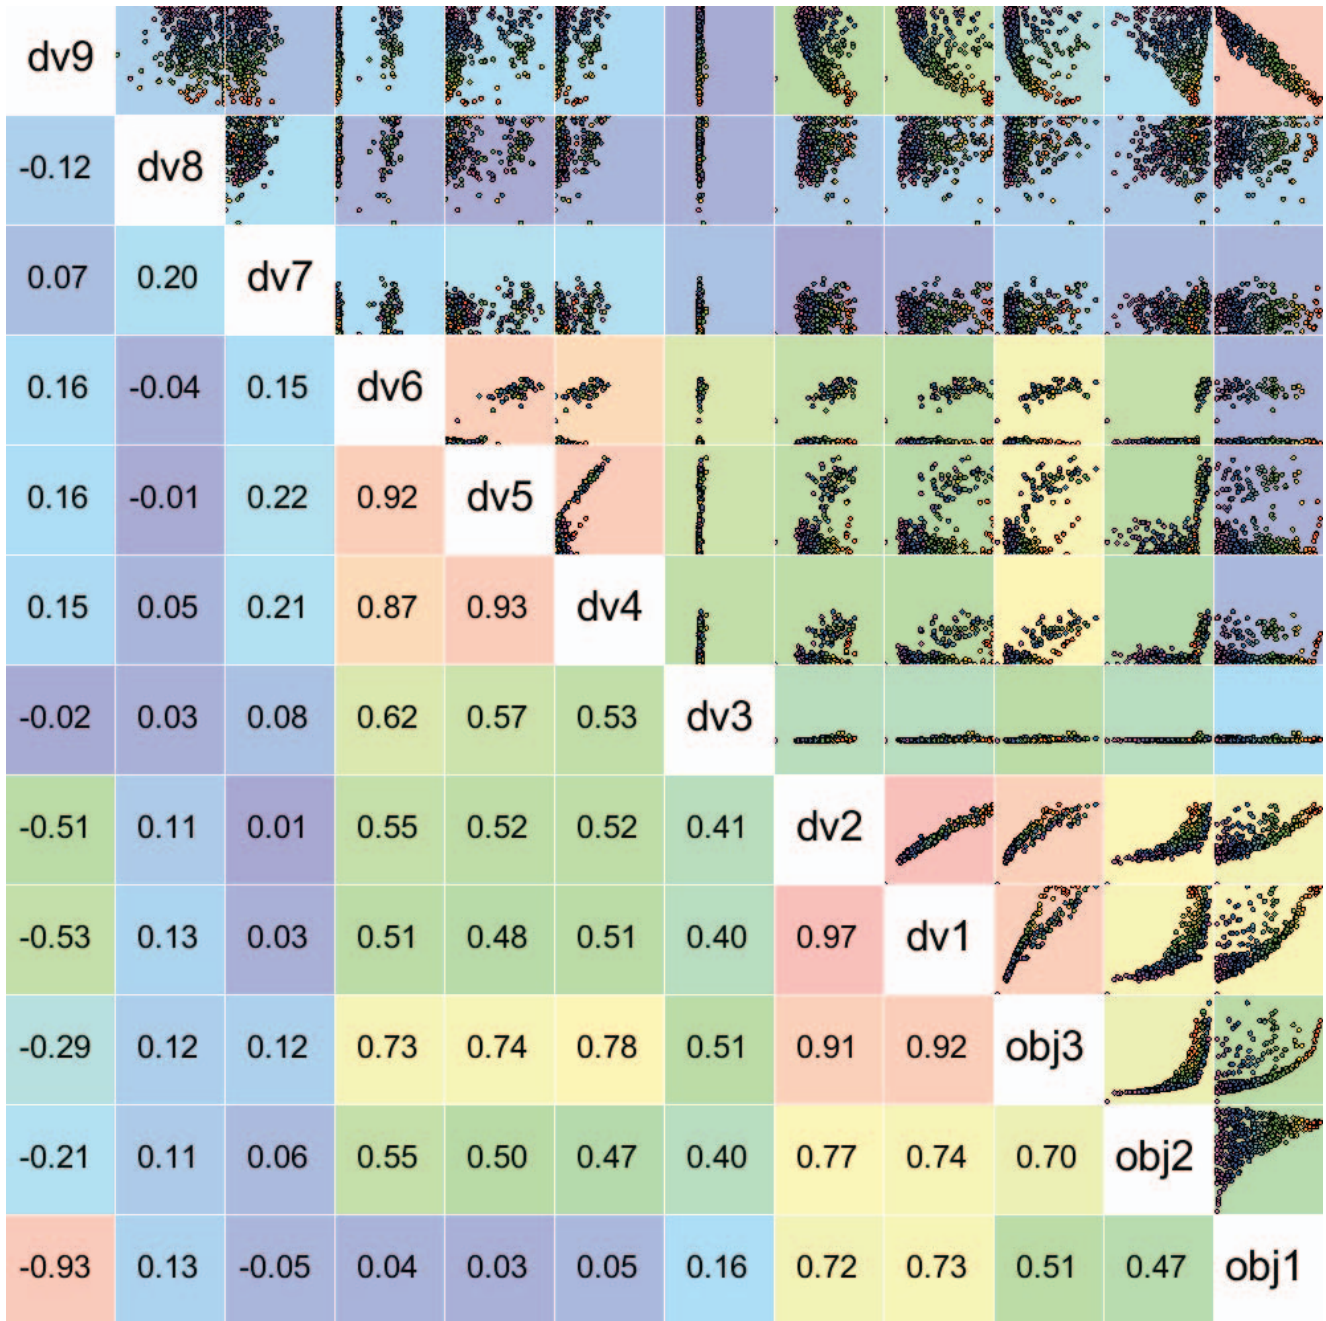 dv9
-0.12 dv8
0.07 0.20 dv7
0.16 -0.04 0.15 dv6
0.16 -0.01 0.22 0.92 dv5
0.15 0.05 0.21 0.87 0.93 dv4
-0.02 0.03 0.08 0.62 0.57 0.53 dv3
-0.51 0.11 0.01 0.55 0.52 0.52 0.41 dv2
-0.53 0.13 0.03 0.51 0.48 0.51 0.40 0.97 dv1
-0.29 0.12 0.12 0.73 0.74 0.78 0.51 0.91 0.92 obj3
-0.21 0.11 0.06 0.55 0.50 0.47 0.40 0.77 0.74 0.70 obj2
-0.93 0.13 -0.05 0.04 0.03 0.05 0.16 0.72 0.73 0.51 0.47 obj1